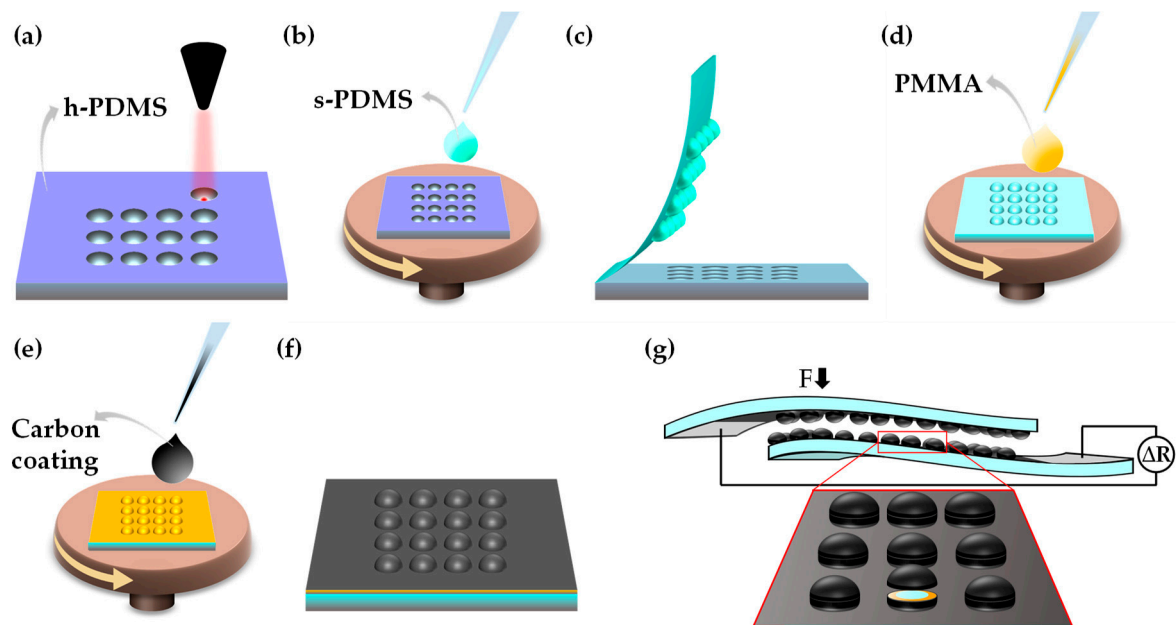 (a)
h-PDMS
(b)
s-PDMS
(c)
(d)
PMMA
(e)
Carbon
coating
(f)
(g)
F
ΔR